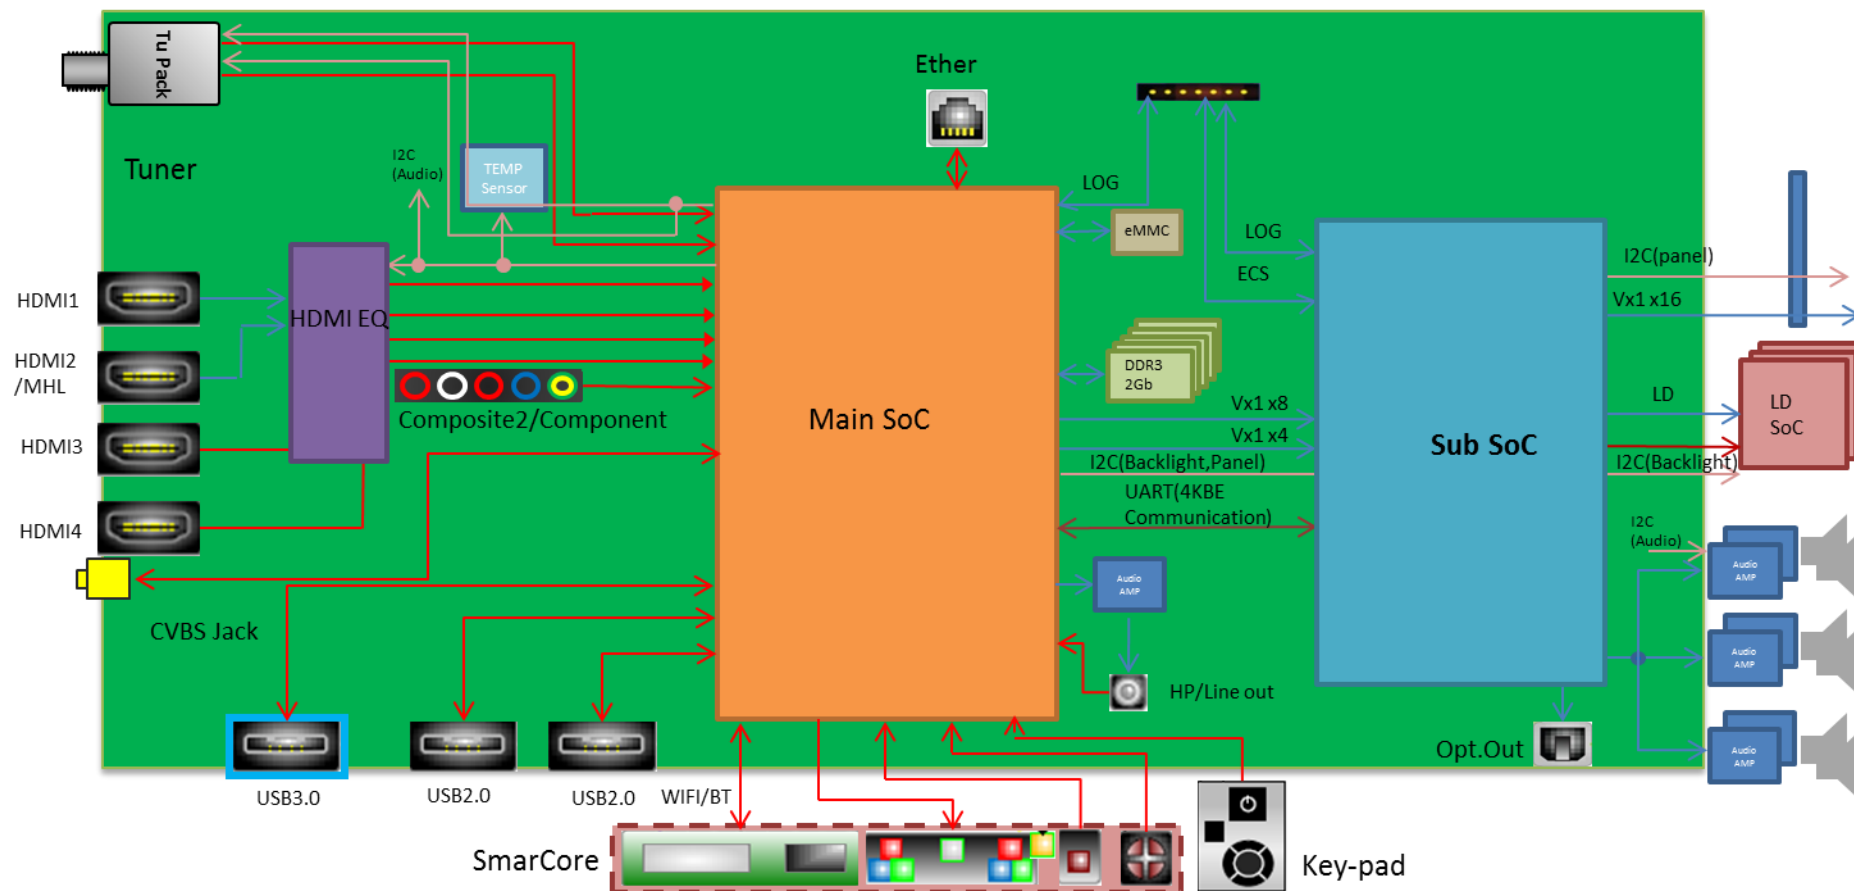 Tu Pack
Ether
Tuner
I2C
(Audio)
TEMP
Sensor
LOG
eMMC
LOG
ECS
I2C(panel)
Vx1 x16
HDMI1
HDMI EQ
HDMI2
/MHL
DDR3
2Gb
Composite2/Component
Main SoC
Vx1 x8
Vx1 x4
Sub SoC
LD
LD
SoC
HDMI3
I2C(Backlight,Panel)
I2C(Backlight)
UART(4KBE
Communication)
HDMI4
I2C
(Audio)
Audio
AMP
Audio
AMP
CVBS Jack
Audio
AMP
HP/Line out
Opt.Out
Audio
AMP
USB3.0
USB2.0
USB2.0
WIFI/BT
SmarCore
Key-pad